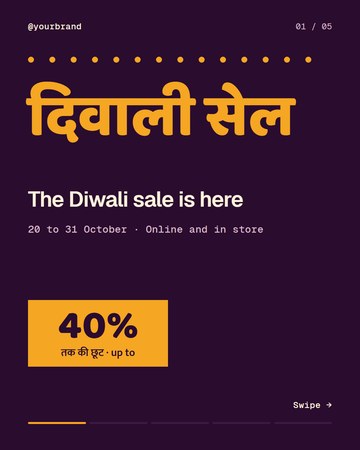 @yourbrand
01 / 05
दिवाली सेल
The Diwali sale is here
20 to 31 October · Online and in store
40%
तक की छूट · up to
Swipe →